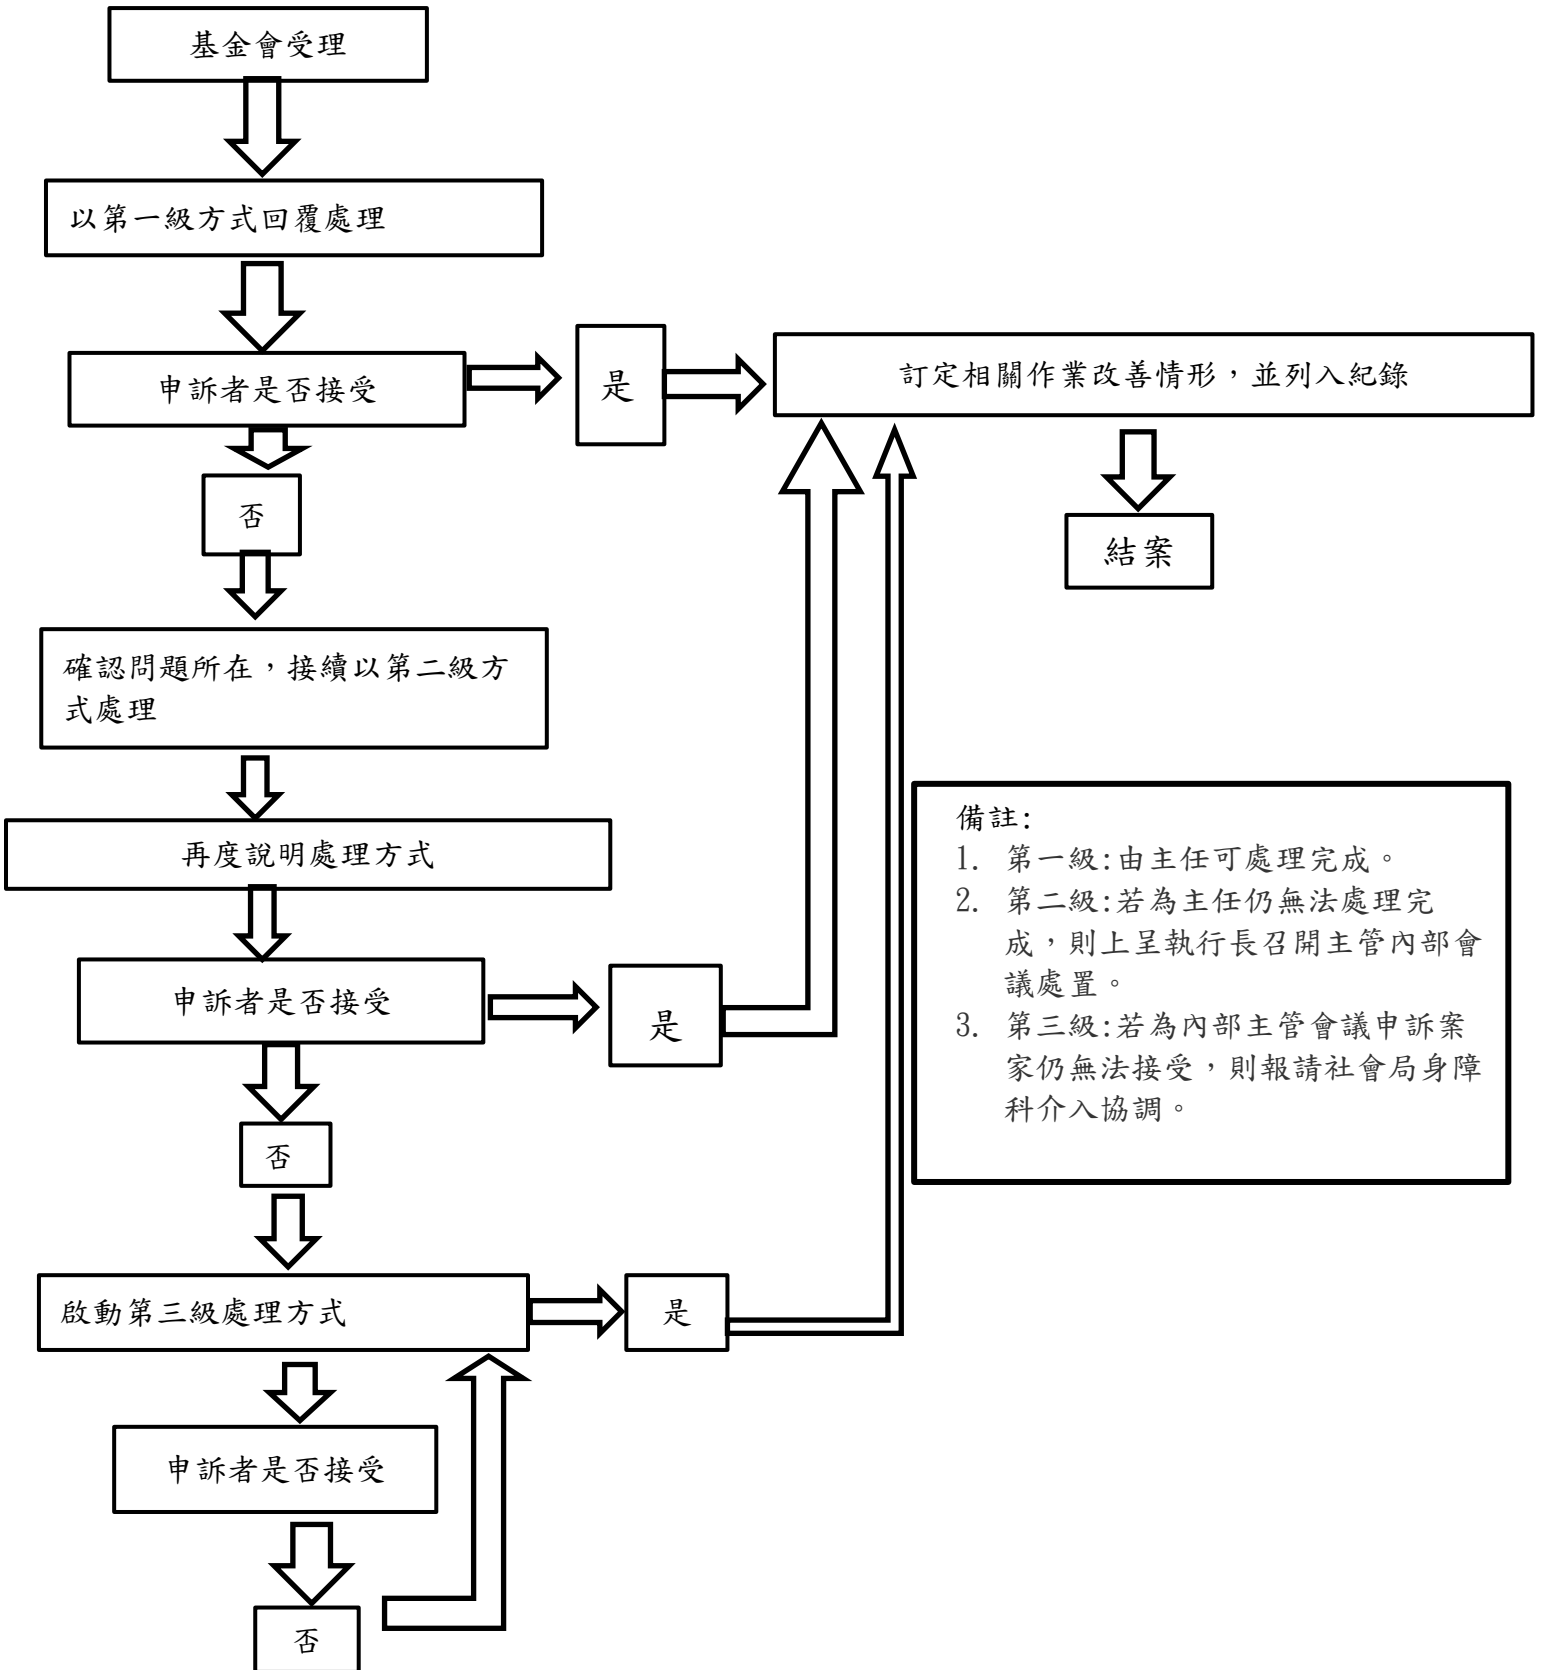 基金會受理
以第一級方式回覆處理
申訴者是否接受
是
訂定相關作業改善情形，並列入紀錄
否
結案
確認問題所在，接續以第二級方
式處理
再度說明處理方式
申訴者是否接受
是
否
啟動第三級處理方式
是
申訴者是否接受
否
備註:
1. 第一級:由主任可處理完成。
2. 第二級:若為主任仍無法處理完
成，則上呈執行長召開主管內部會
議處置。
3. 第三級:若為內部主管會議申訴案
家仍無法接受，則報請社會局身障
科介入協調。